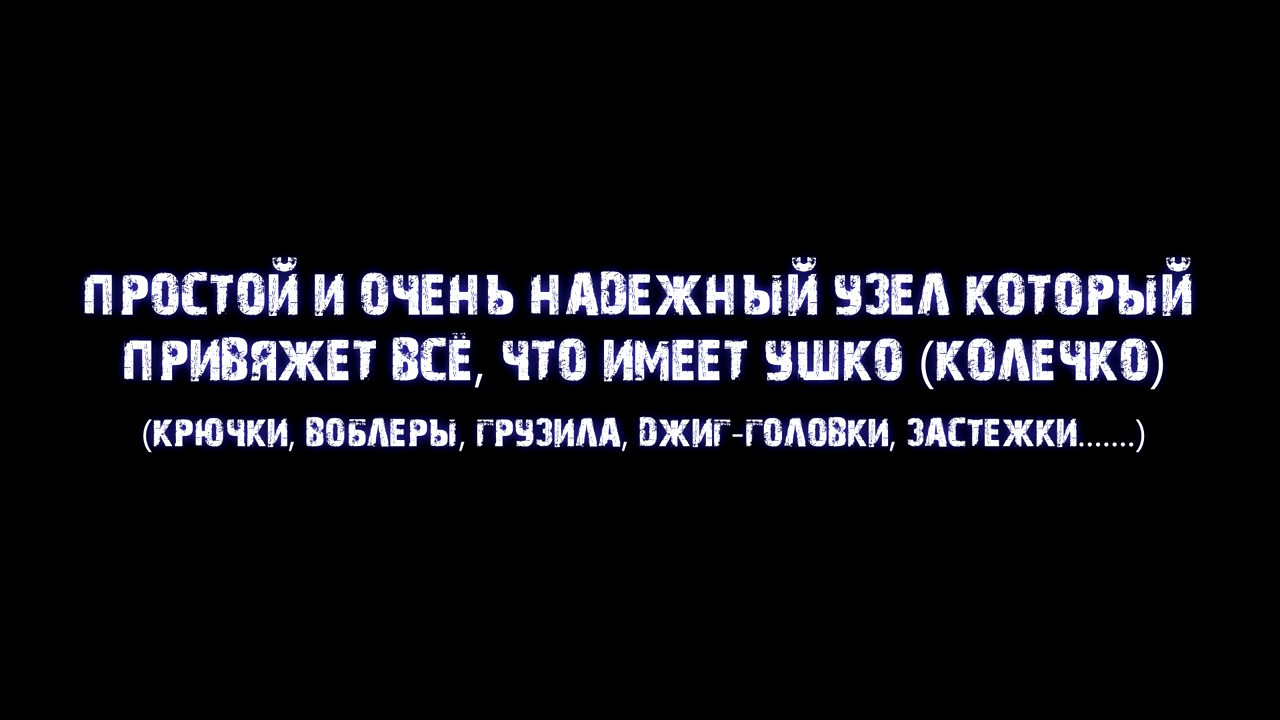 ПРОСТОЙ И ОЧЕНЬ НАДЕЖНЫЙ УЗЕЛ КОТОРЫЙ
ПРИВЯЖЕТ ВСЁ, ЧТО ИМЕЕТ УШКО (КОЛЕЧКО)
(КРЮЧКИ, ВОБЛЕРЫ, ГРУЗИЛА, ДЖИГ-ГОЛОВКИ, ЗАСТЕЖКИ.......)